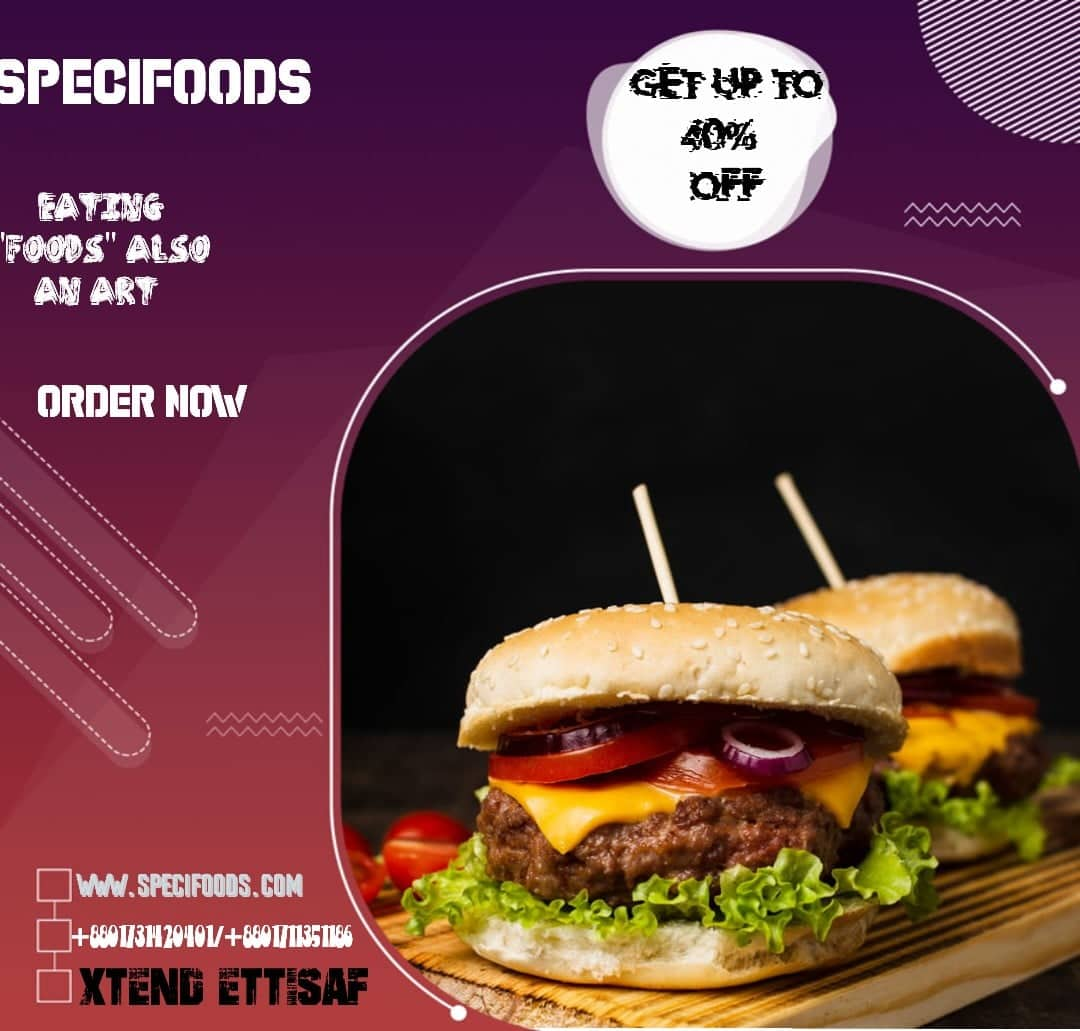 SPECIFOODS
GET UP TO
40%
OFF
EATING
"FOODS" ALSO
AN ART
ORDER NOW
WWW.SPECIFOODS.COM
+8801731420401/+8801711351186
XTEND ETTISAF